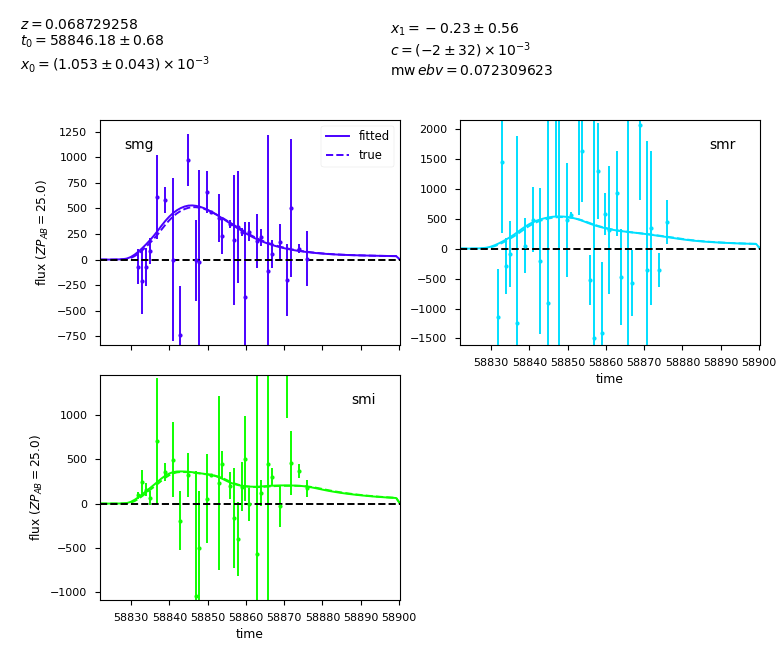 z = 0.068729258
t₀ = 58846.18 ± 0.68
x₀ = (1.053 ± 0.043) × 10⁻³
x₁ = −0.23 ± 0.56
c = (−2 ± 32) × 10⁻³
mw ebv = 0.072309623
smg
fitted
true
1250
1000
750
500
250
0
−250
−500
−750
flux (ZP_AB = 25.0)
smr
2000
1500
1000
500
0
−500
−1000
−1500
58830 58840 58850 58860 58870 58880 58890 58900
time
smi
1000
500
0
−500
−1000
flux (ZP_AB = 25.0)
58830 58840 58850 58860 58870 58880 58890 58900
time